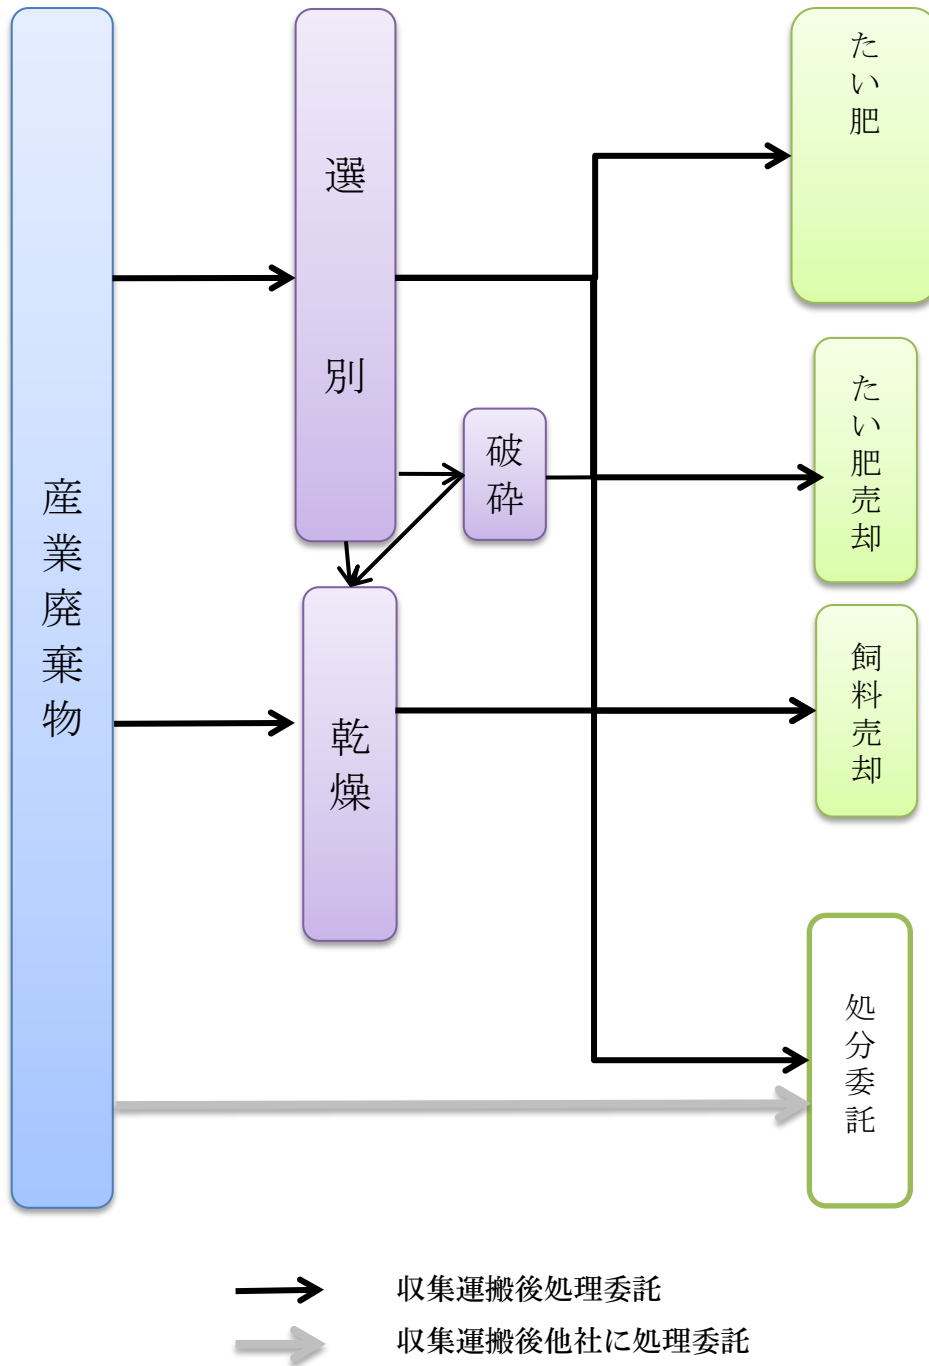 産業廃棄物
選別
破砕
乾燥
たい肥
たい肥売却
飼料売却
処分委託
収集運搬後処理委託
収集運搬後他社に処理委託